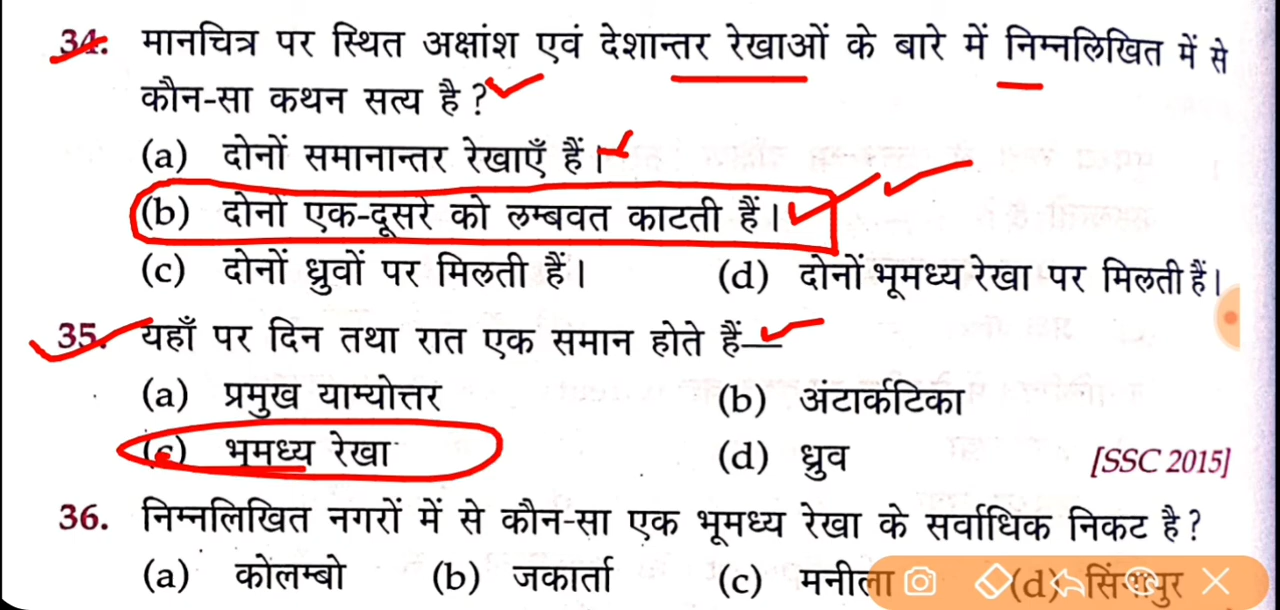 34. मानचित्र पर स्थित अक्षांश एवं देशान्तर रेखाओं के बारे में निम्नलिखित में से
कौन-सा कथन सत्य है ?
(a) दोनों समानान्तर रेखाएँ हैं।
(b) दोनों एक-दूसरे को लम्बवत काटती हैं।
(c) दोनों ध्रुवों पर मिलती हैं। (d) दोनों भूमध्य रेखा पर मिलती हैं।
35. यहाँ पर दिन तथा रात एक समान होते हैं—
(a) प्रमुख याम्योत्तर (b) अंटार्कटिका
(c) भूमध्य रेखा (d) ध्रुव [SSC 2015]
36. निम्नलिखित नगरों में से कौन-सा एक भूमध्य रेखा के सर्वाधिक निकट है ?
(a) कोलम्बो (b) जकार्ता (c) मनीला (d) सिंगापुर